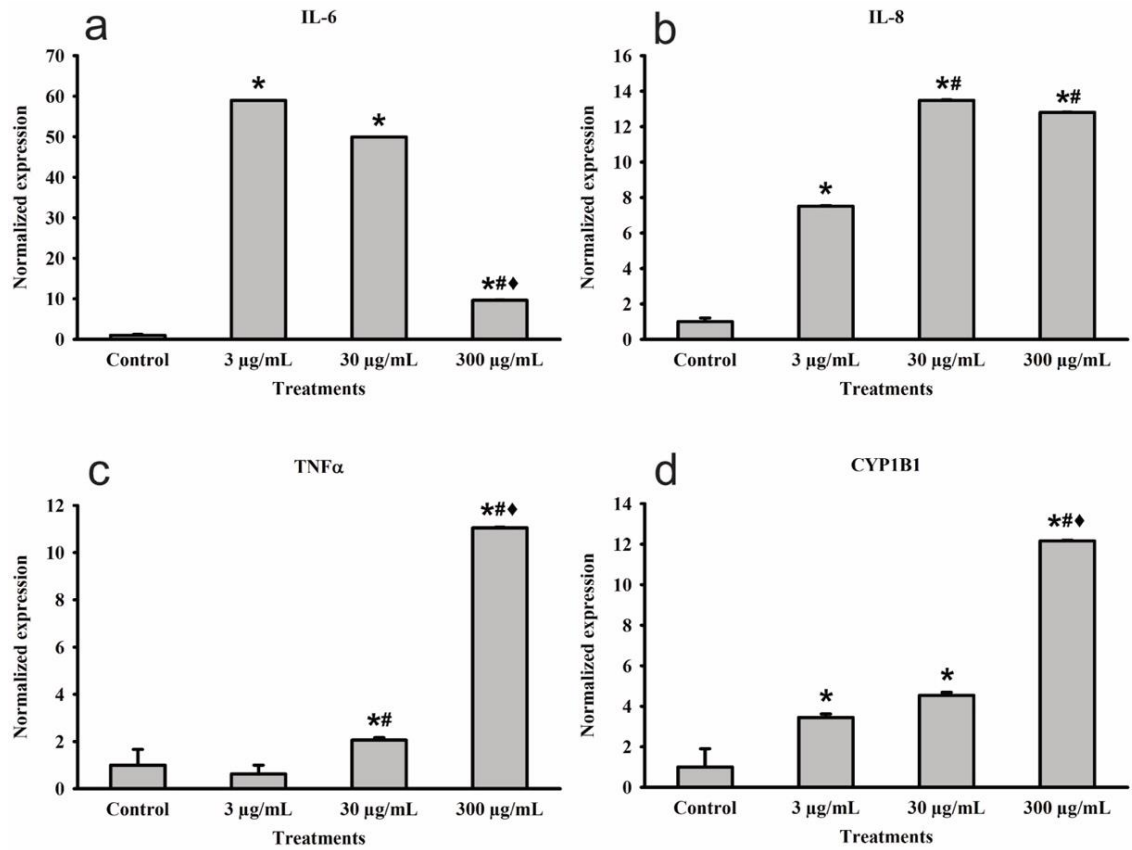 a
IL-6
Normalized expression
70
60
50
40
30
20
10
0
*
*
*#♦
Control 3 µg/mL 30 µg/mL 300 µg/mL
Treatments
b
IL-8
Normalized expression
16
14
12
10
8
6
4
2
0
*
*#
*#
Control 3 µg/mL 30 µg/mL 300 µg/mL
Treatments
c
TNFα
Normalized expression
12
10
8
6
4
2
0
*#
*#♦
Control 3 µg/mL 30 µg/mL 300 µg/mL
Treatments
d
CYP1B1
Normalized expression
14
12
10
8
6
4
2
0
*
*
*#♦
Control 3 µg/mL 30 µg/mL 300 µg/mL
Treatments